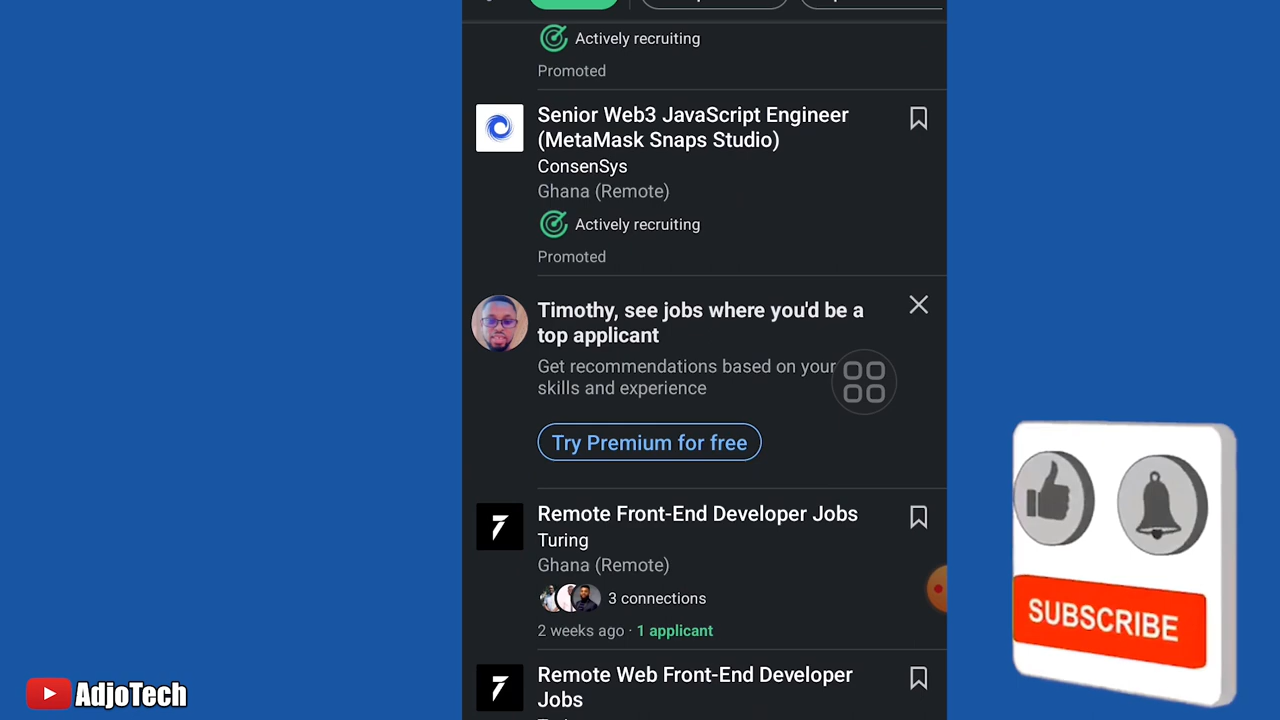 Actively recruiting
Promoted
Senior Web3 JavaScript Engineer
(MetaMask Snaps Studio)
ConsenSys
Ghana (Remote)
Actively recruiting
Promoted
Timothy, see jobs where you'd be a
top applicant
Get recommendations based on your
skills and experience
Try Premium for free
Remote Front-End Developer Jobs
Turing
Ghana (Remote)
3 connections
2 weeks ago · 1 applicant
Remote Web Front-End Developer
Jobs
SUBSCRIBE
AdjoTech